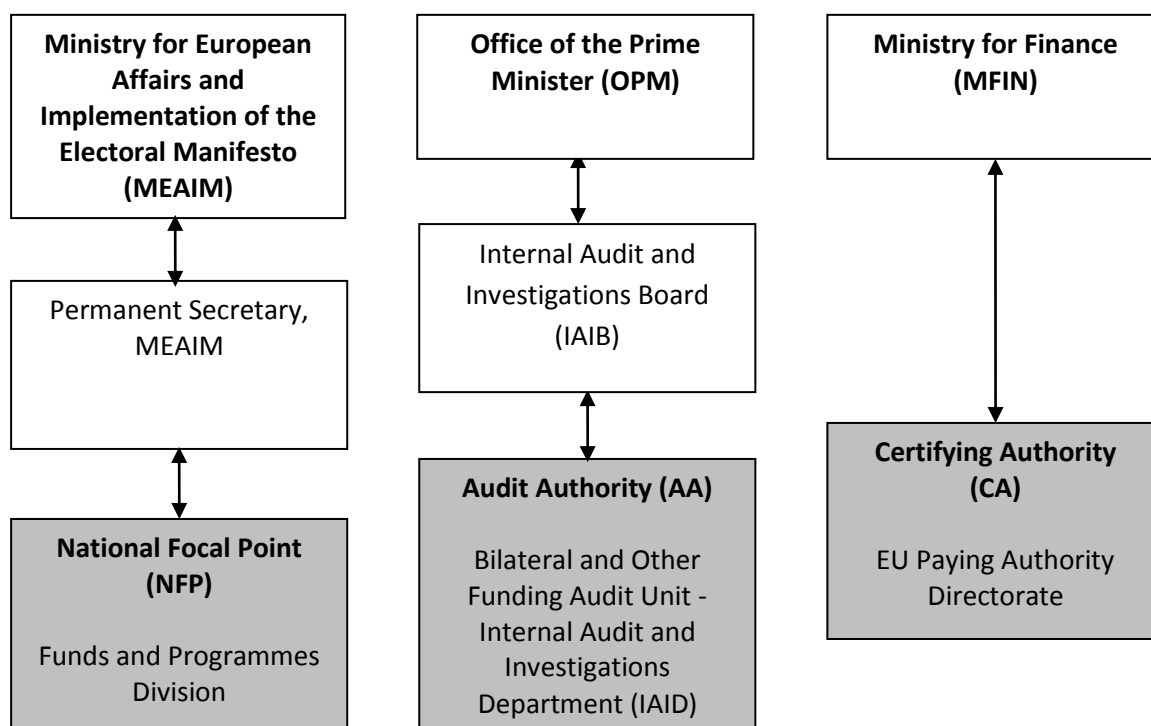 Ministry for European
Affairs and
Implementation of the
Electoral Manifesto
(MEAIM)
Permanent Secretary,
MEAIM
National Focal Point
(NFP)
Funds and Programmes
Division
Office of the Prime
Minister (OPM)
Internal Audit and
Investigations Board
(IAIB)
Audit Authority (AA)
Bilateral and Other
Funding Audit Unit -
Internal Audit and
Investigations
Department (IAID)
Ministry for Finance
(MFIN)
Certifying Authority
(CA)
EU Paying Authority
Directorate